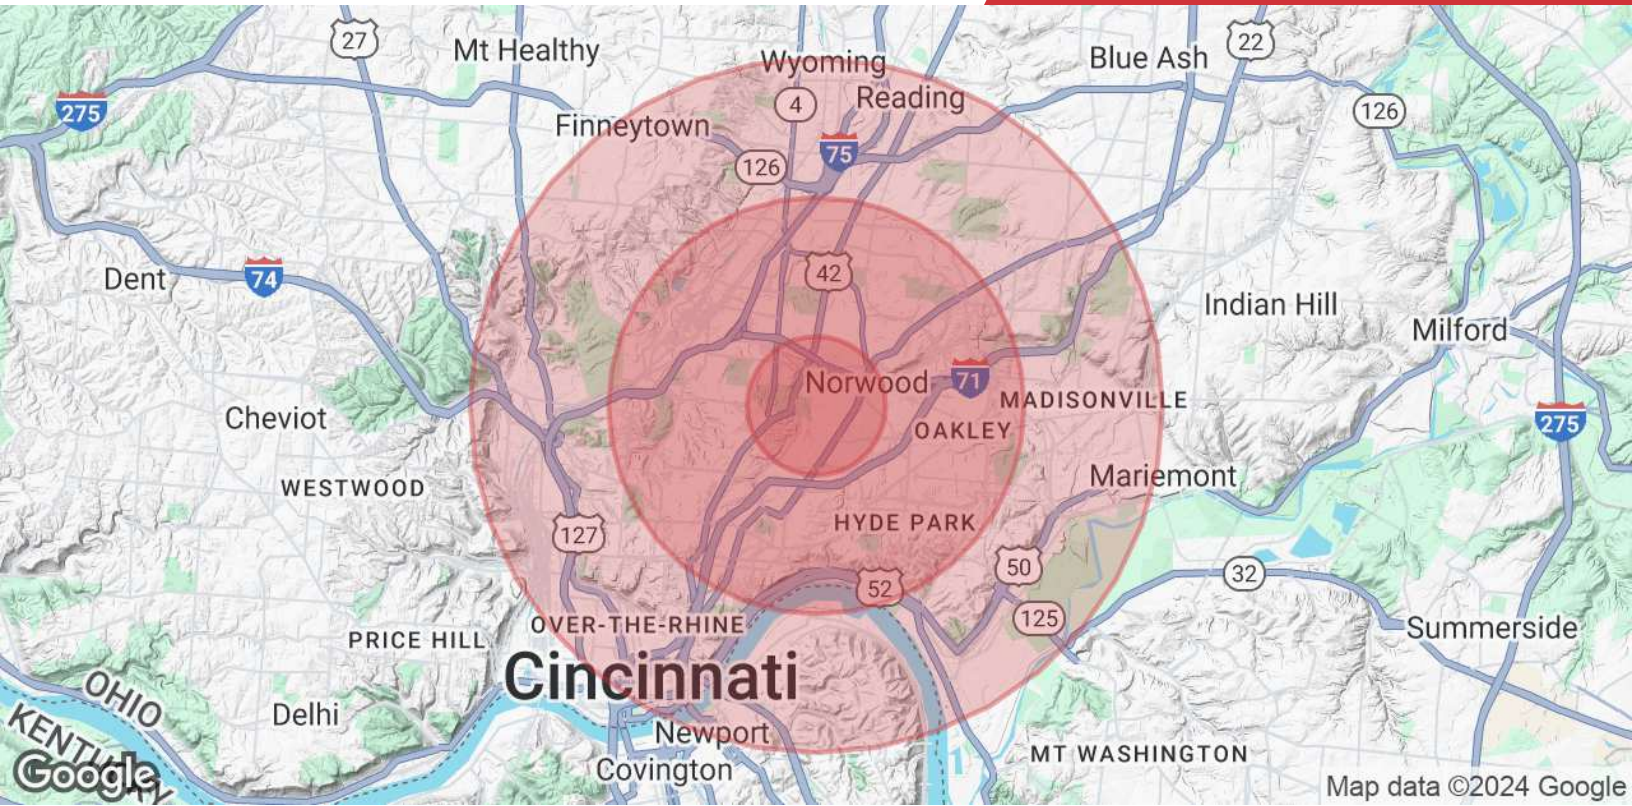 27
Mt Healthy
Wyoming
Blue Ash
22
275
4
Reading
126
Finneytown
75
126
Dent
74
42
Indian Hill
Milford
Norwood
71
MADISONVILLE
Cheviot
OAKLEY
275
WESTWOOD
Mariemont
127
HYDE PARK
50
32
52
125
PRICE HILL
OVER-THE-RHINE
Summerside
Cincinnati
OHIO
KENTUCKY
Delhi
Newport
Covington
MT WASHINGTON
Google
Map data ©2024 Google